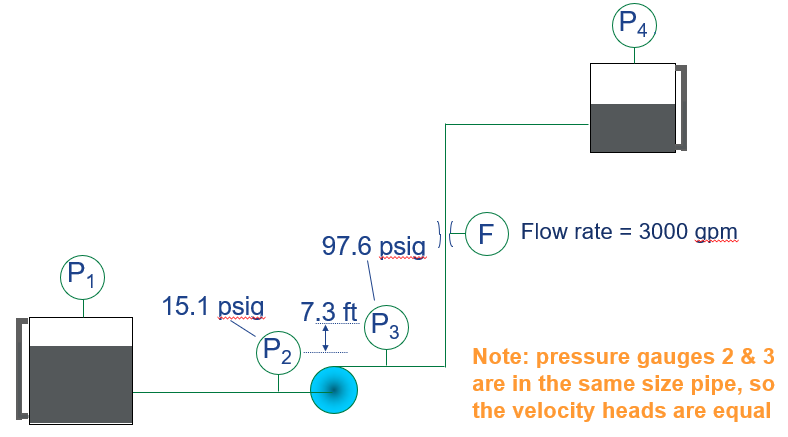 P4
Flow rate = 3000 gpm
F
97.6 psig
P1
15.1 psig
7.3 ft
P3
P2
Note: pressure gauges 2 & 3
are in the same size pipe, so
the velocity heads are equal